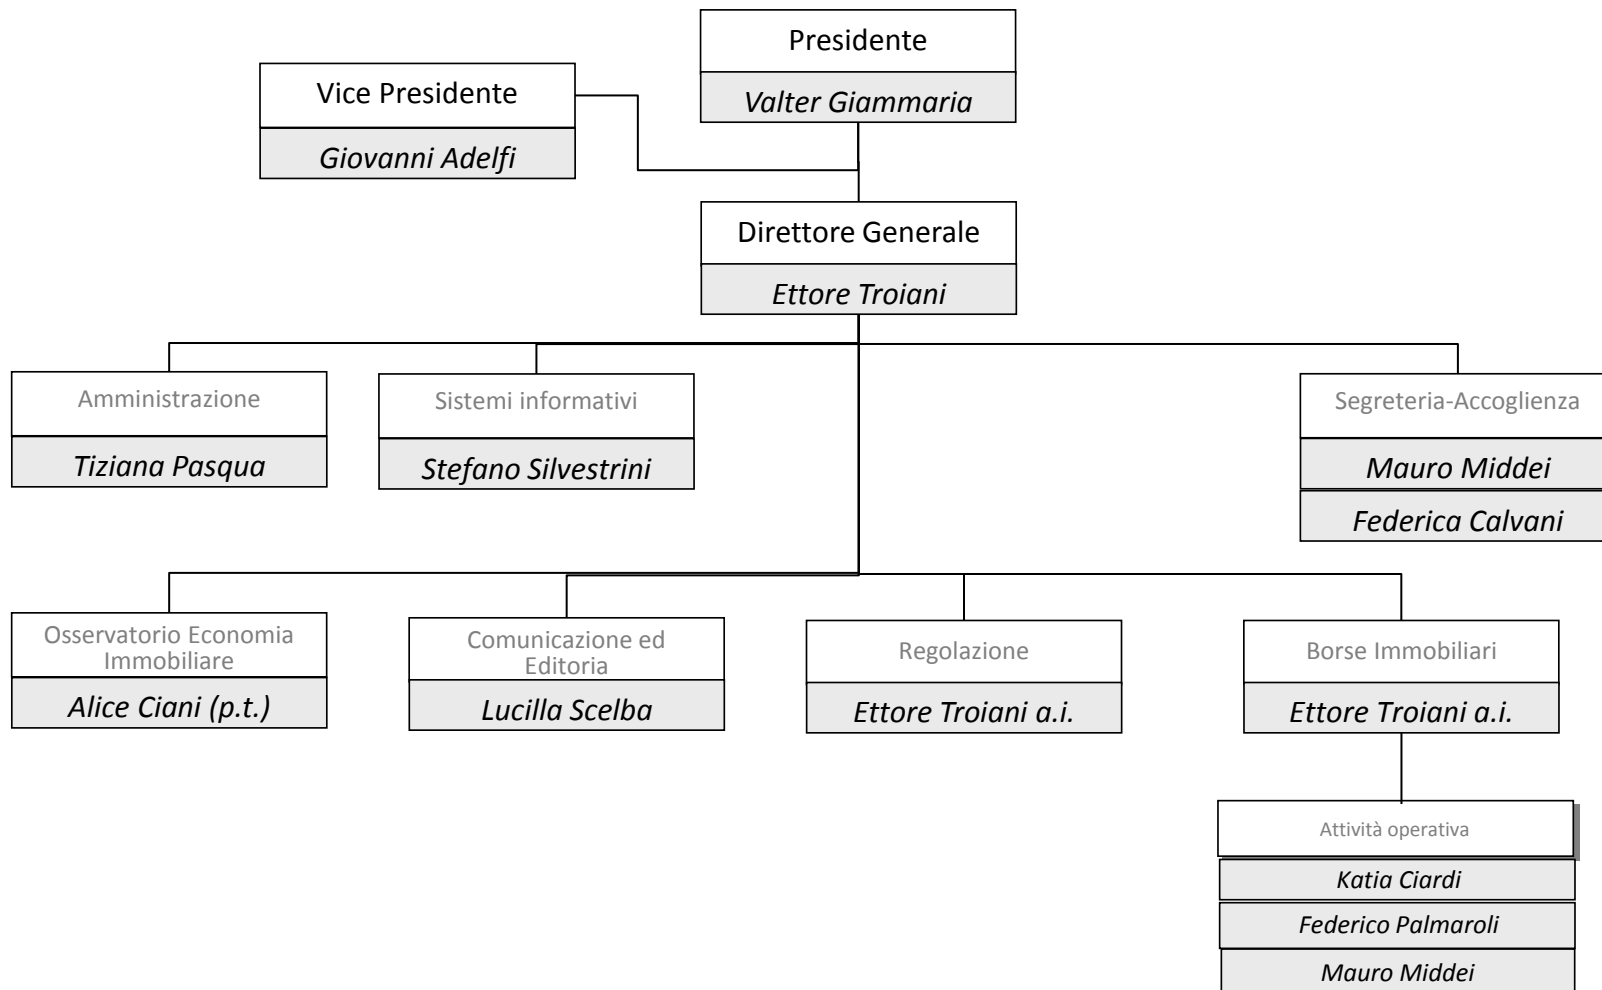 Presidente
Valter Giammaria
Vice Presidente
Giovanni Adelfi
Direttore Generale
Ettore Troiani
Amministrazione
Tiziana Pasqua
Sistemi informativi
Stefano Silvestrini
Segreteria-Accoglienza
Mauro Middei
Federica Calvani
Osservatorio Economia
Immobiliare
Alice Ciani (p.t.)
Comunicazione ed
Editoria
Lucilla Scelba
Regolazione
Ettore Troiani a.i.
Borse Immobiliari
Ettore Troiani a.i.
Attività operativa
Katia Ciardi
Federico Palmaroli
Mauro Middei